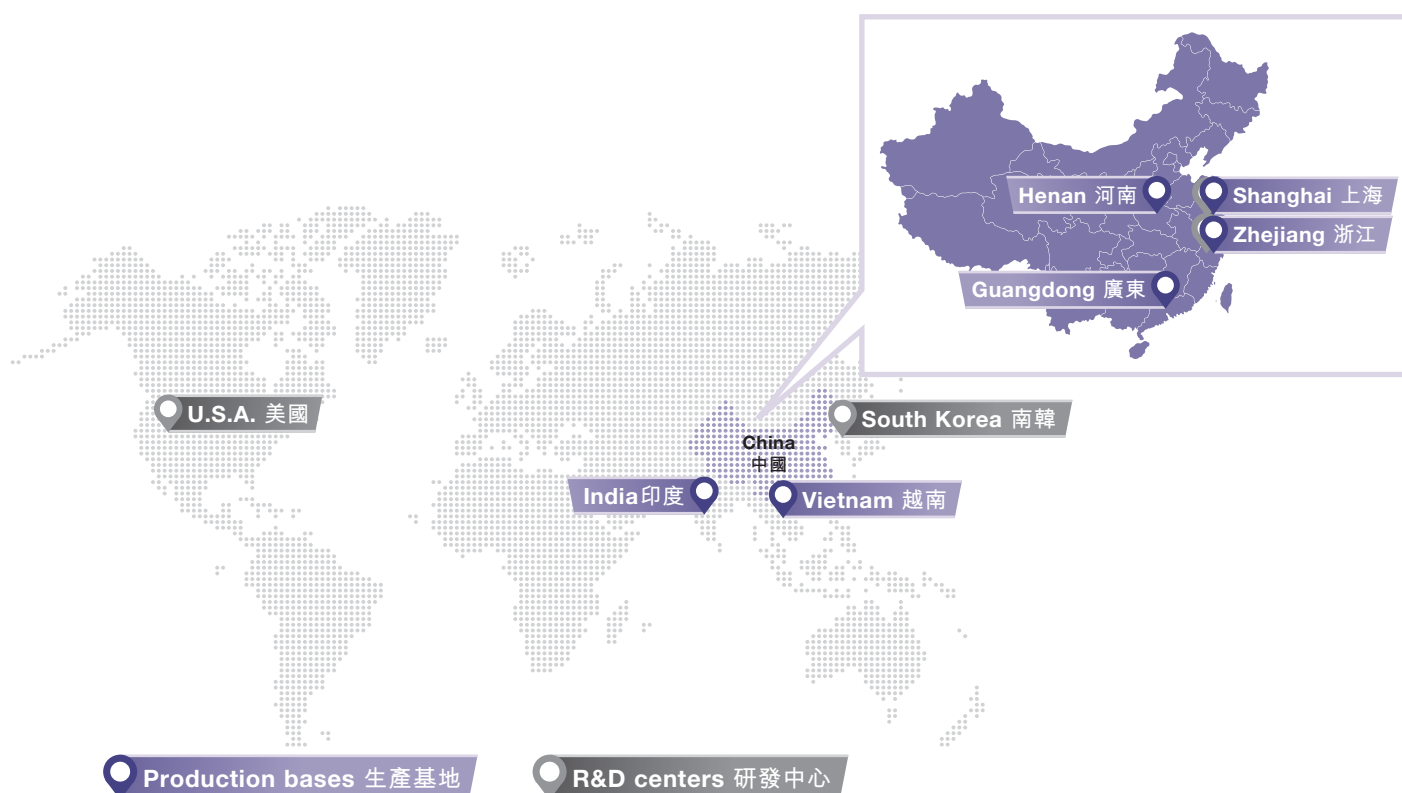 Henan 河南
Shanghai 上海
Zhejiang 浙江
Guangdong 廣東
U.S.A. 美國
South Korea 南韓
China
中國
India印度
Vietnam 越南
Production bases 生產基地
R&D centers 研發中心